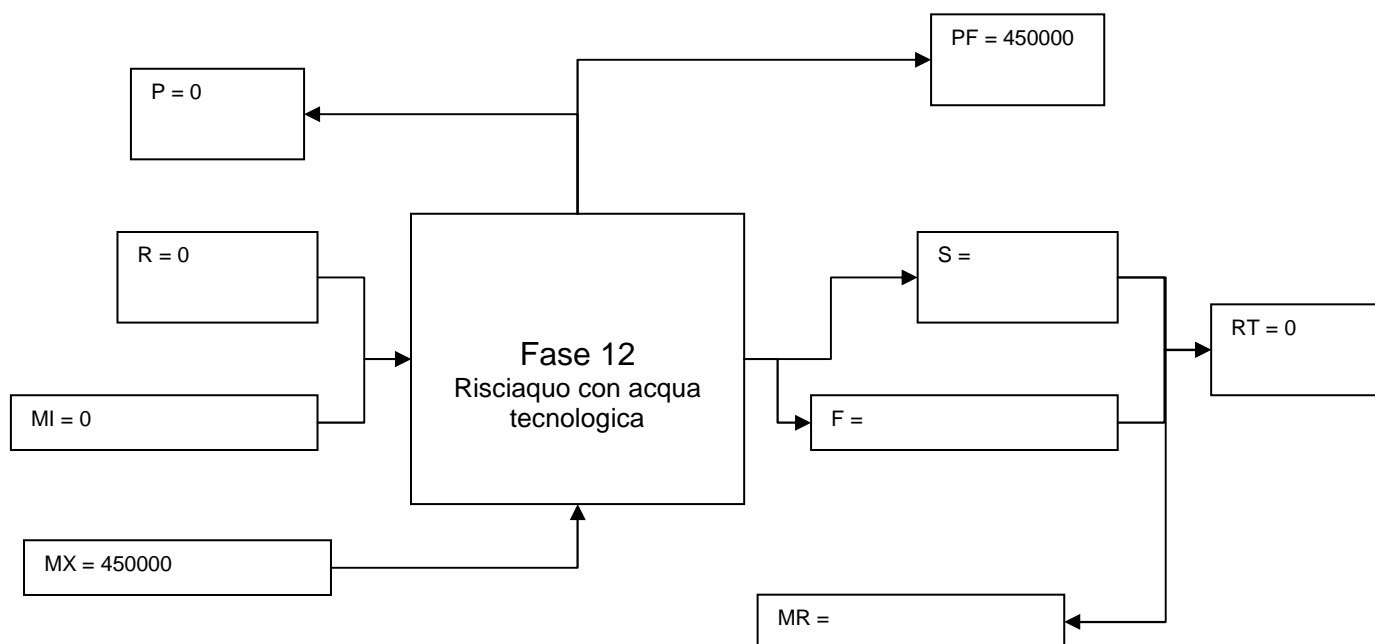 PF = 450000
P = 0
R = 0
S =
RT = 0
Fase 12
Risciaquo con acqua
tecnologica
MI = 0
F =
MX = 450000
MR =